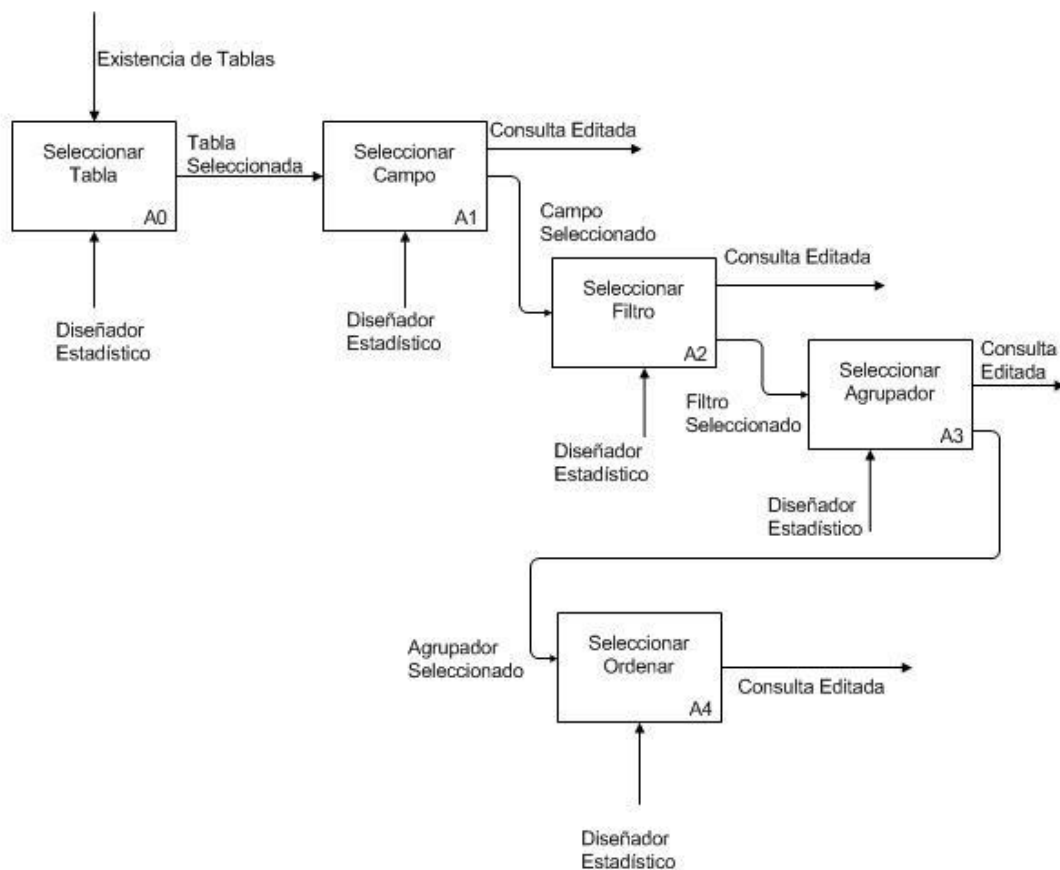 Existencia de Tablas
Seleccionar
Tabla
A0
Tabla
Seleccionada
Seleccionar
Campo
A1
Consulta Editada
Diseñador
Estadístico
Diseñador
Estadístico
Campo
Seleccionado
Seleccionar
Filtro
A2
Consulta Editada
Diseñador
Estadístico
Filtro
Seleccionado
Seleccionar
Agrupador
A3
Consulta
Editada
Diseñador
Estadístico
Agrupador
Seleccionado
Seleccionar
Ordenar
A4
Consulta Editada
Diseñador
Estadístico